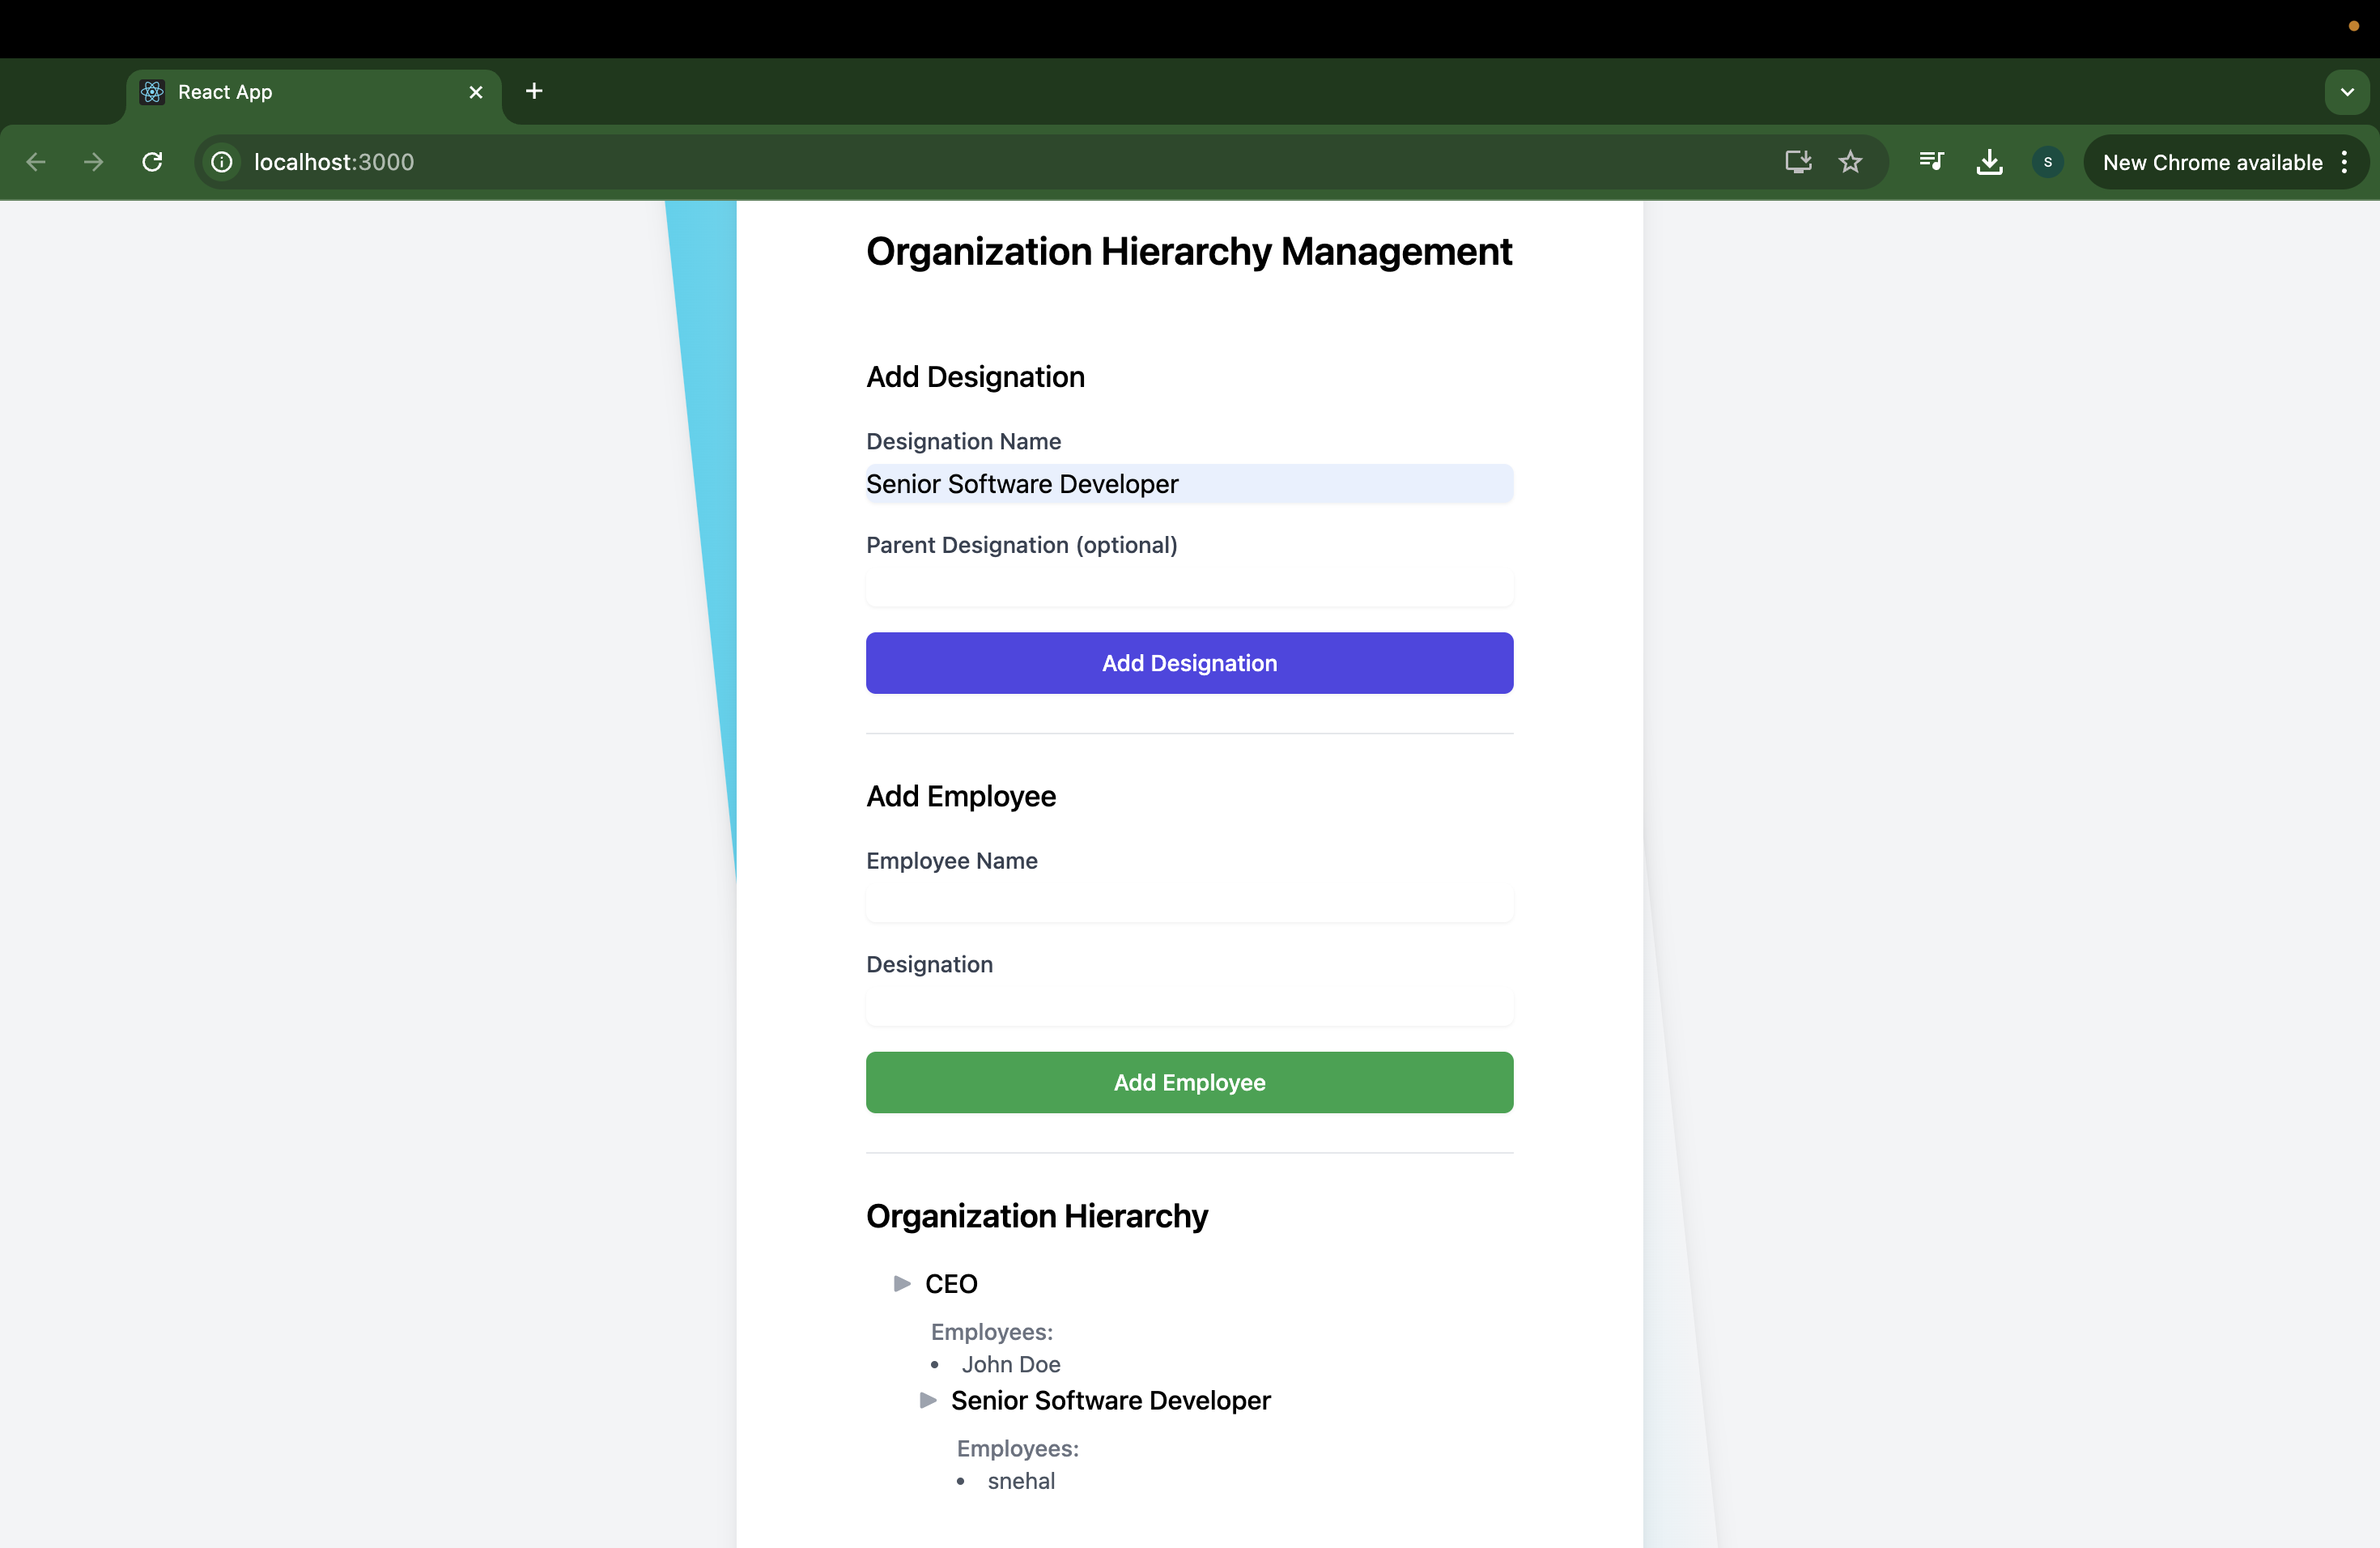 React App
localhost:3000
S
New Chrome available
Organization Hierarchy Management
Add Designation
Designation Name
Senior Software Developer
Parent Designation (optional)
Add Designation
Add Employee
Employee Name
Designation
Add Employee
Organization Hierarchy
CEO
Employees:
• John Doe
Senior Software Developer
Employees:
• snehal